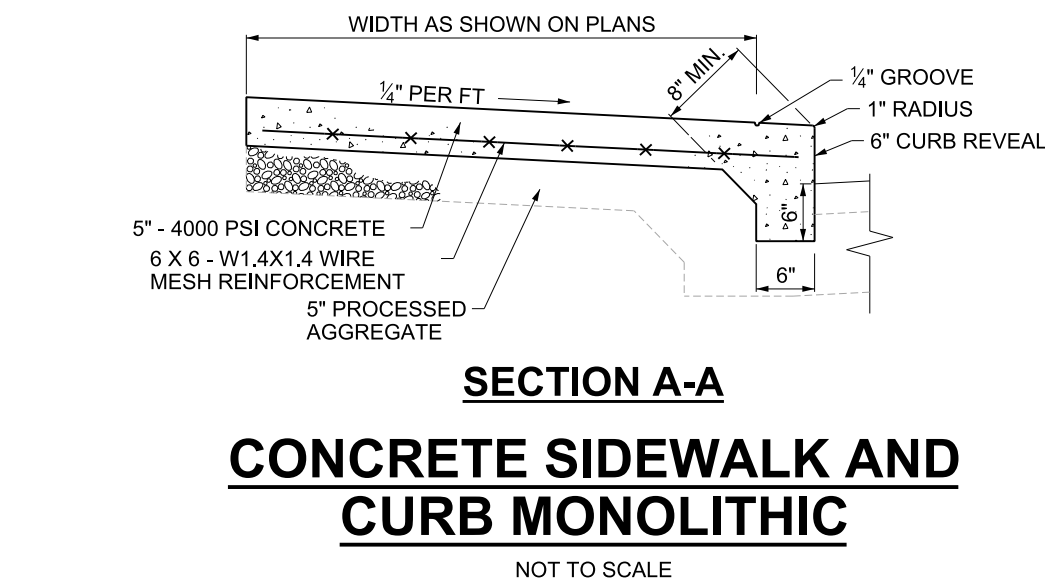 WIDTH AS SHOWN ON PLANS
8" MIN.
1/4" PER FT
1/4" GROOVE
1" RADIUS
6" CURB REVEAL
5" - 4000 PSI CONCRETE
6 X 6 - W1.4X1.4 WIRE
MESH REINFORCEMENT
5" PROCESSED
AGGREGATE
6"
6"
SECTION A-A
CONCRETE SIDEWALK AND
CURB MONOLITHIC
NOT TO SCALE